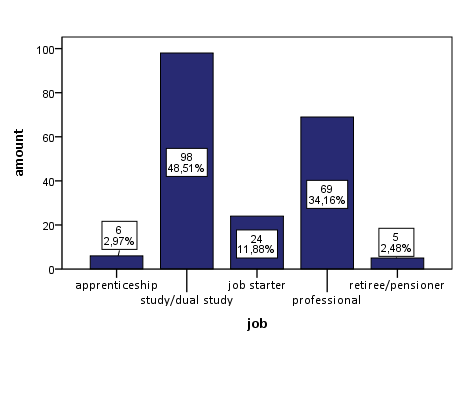 amount
100
80
60
40
20
0
6
2,97%
98
48,51%
24
11,88%
69
34,16%
5
2,48%
apprenticeship
study/dual study
job starter
professional
retiree/pensioner
job